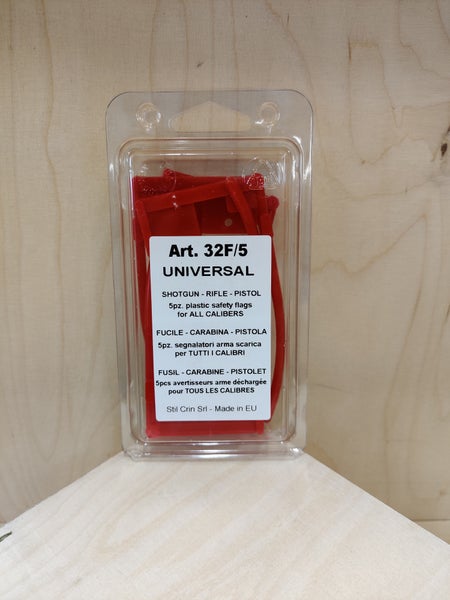 Art. 32F/5
UNIVERSAL
SHOTGUN - RIFLE - PISTOL
5pz. plastic safety flags
for ALL CALIBERS
FUCILE - CARABINA - PISTOLA
5pz. segnalatori arma scarica
per TUTTI I CALIBRI
FUSIL - CARABINE - PISTOLET
5pcs avertisseurs arme déchargée
pour TOUS LES CALIBRES
Stil Crin Srl - Made in EU